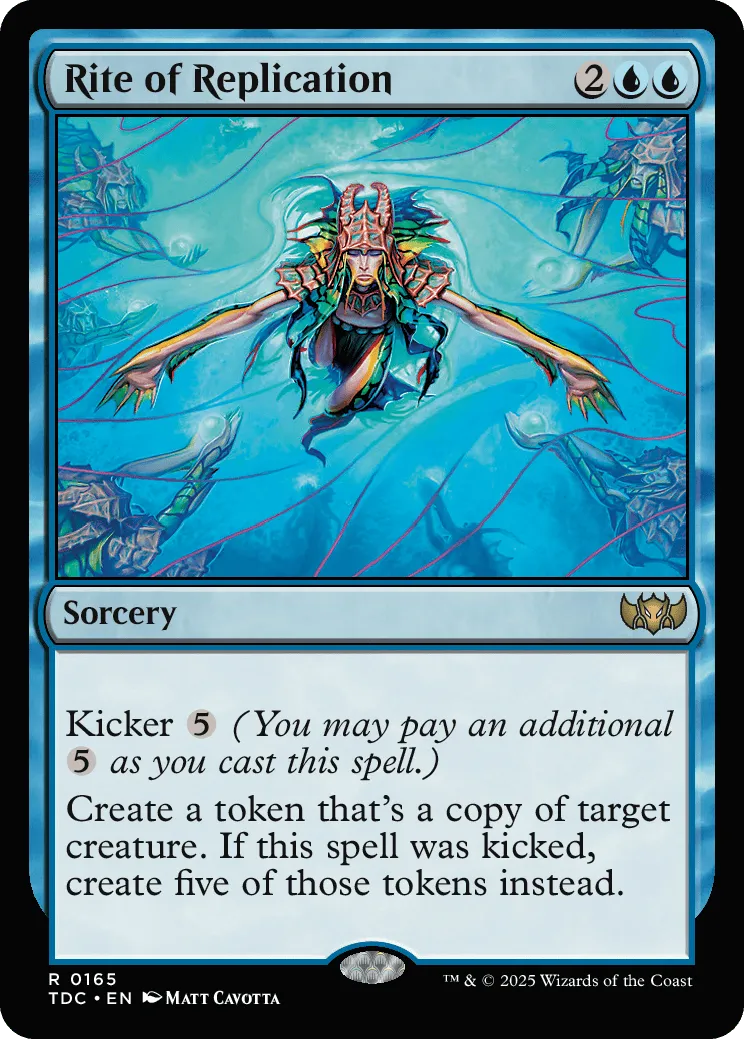 Rite of Replication 2
Sorcery
Kicker 5 (You may pay an additional
5 as you cast this spell.)
Create a token that's a copy of target
creature. If this spell was kicked,
create five of those tokens instead.
R 0165
TDC • EN Matt Cavotta
™ & © 2025 Wizards of the Coast